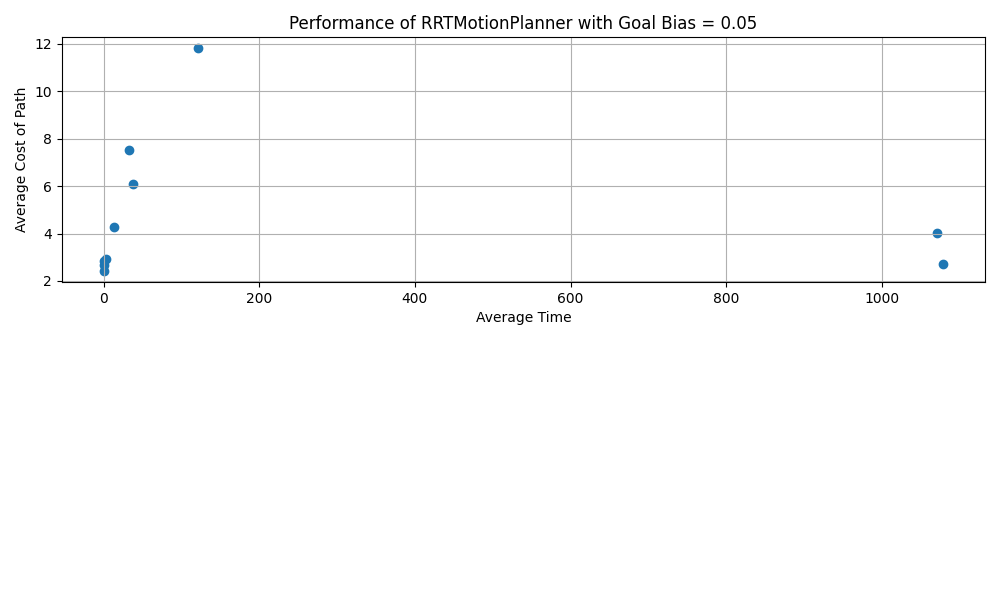 Performance of RRTMotionPlanner with Goal Bias = 0.05
Average Cost of Path
12
10
8
6
4
2
0 200 400 600 800 1000
Average Time